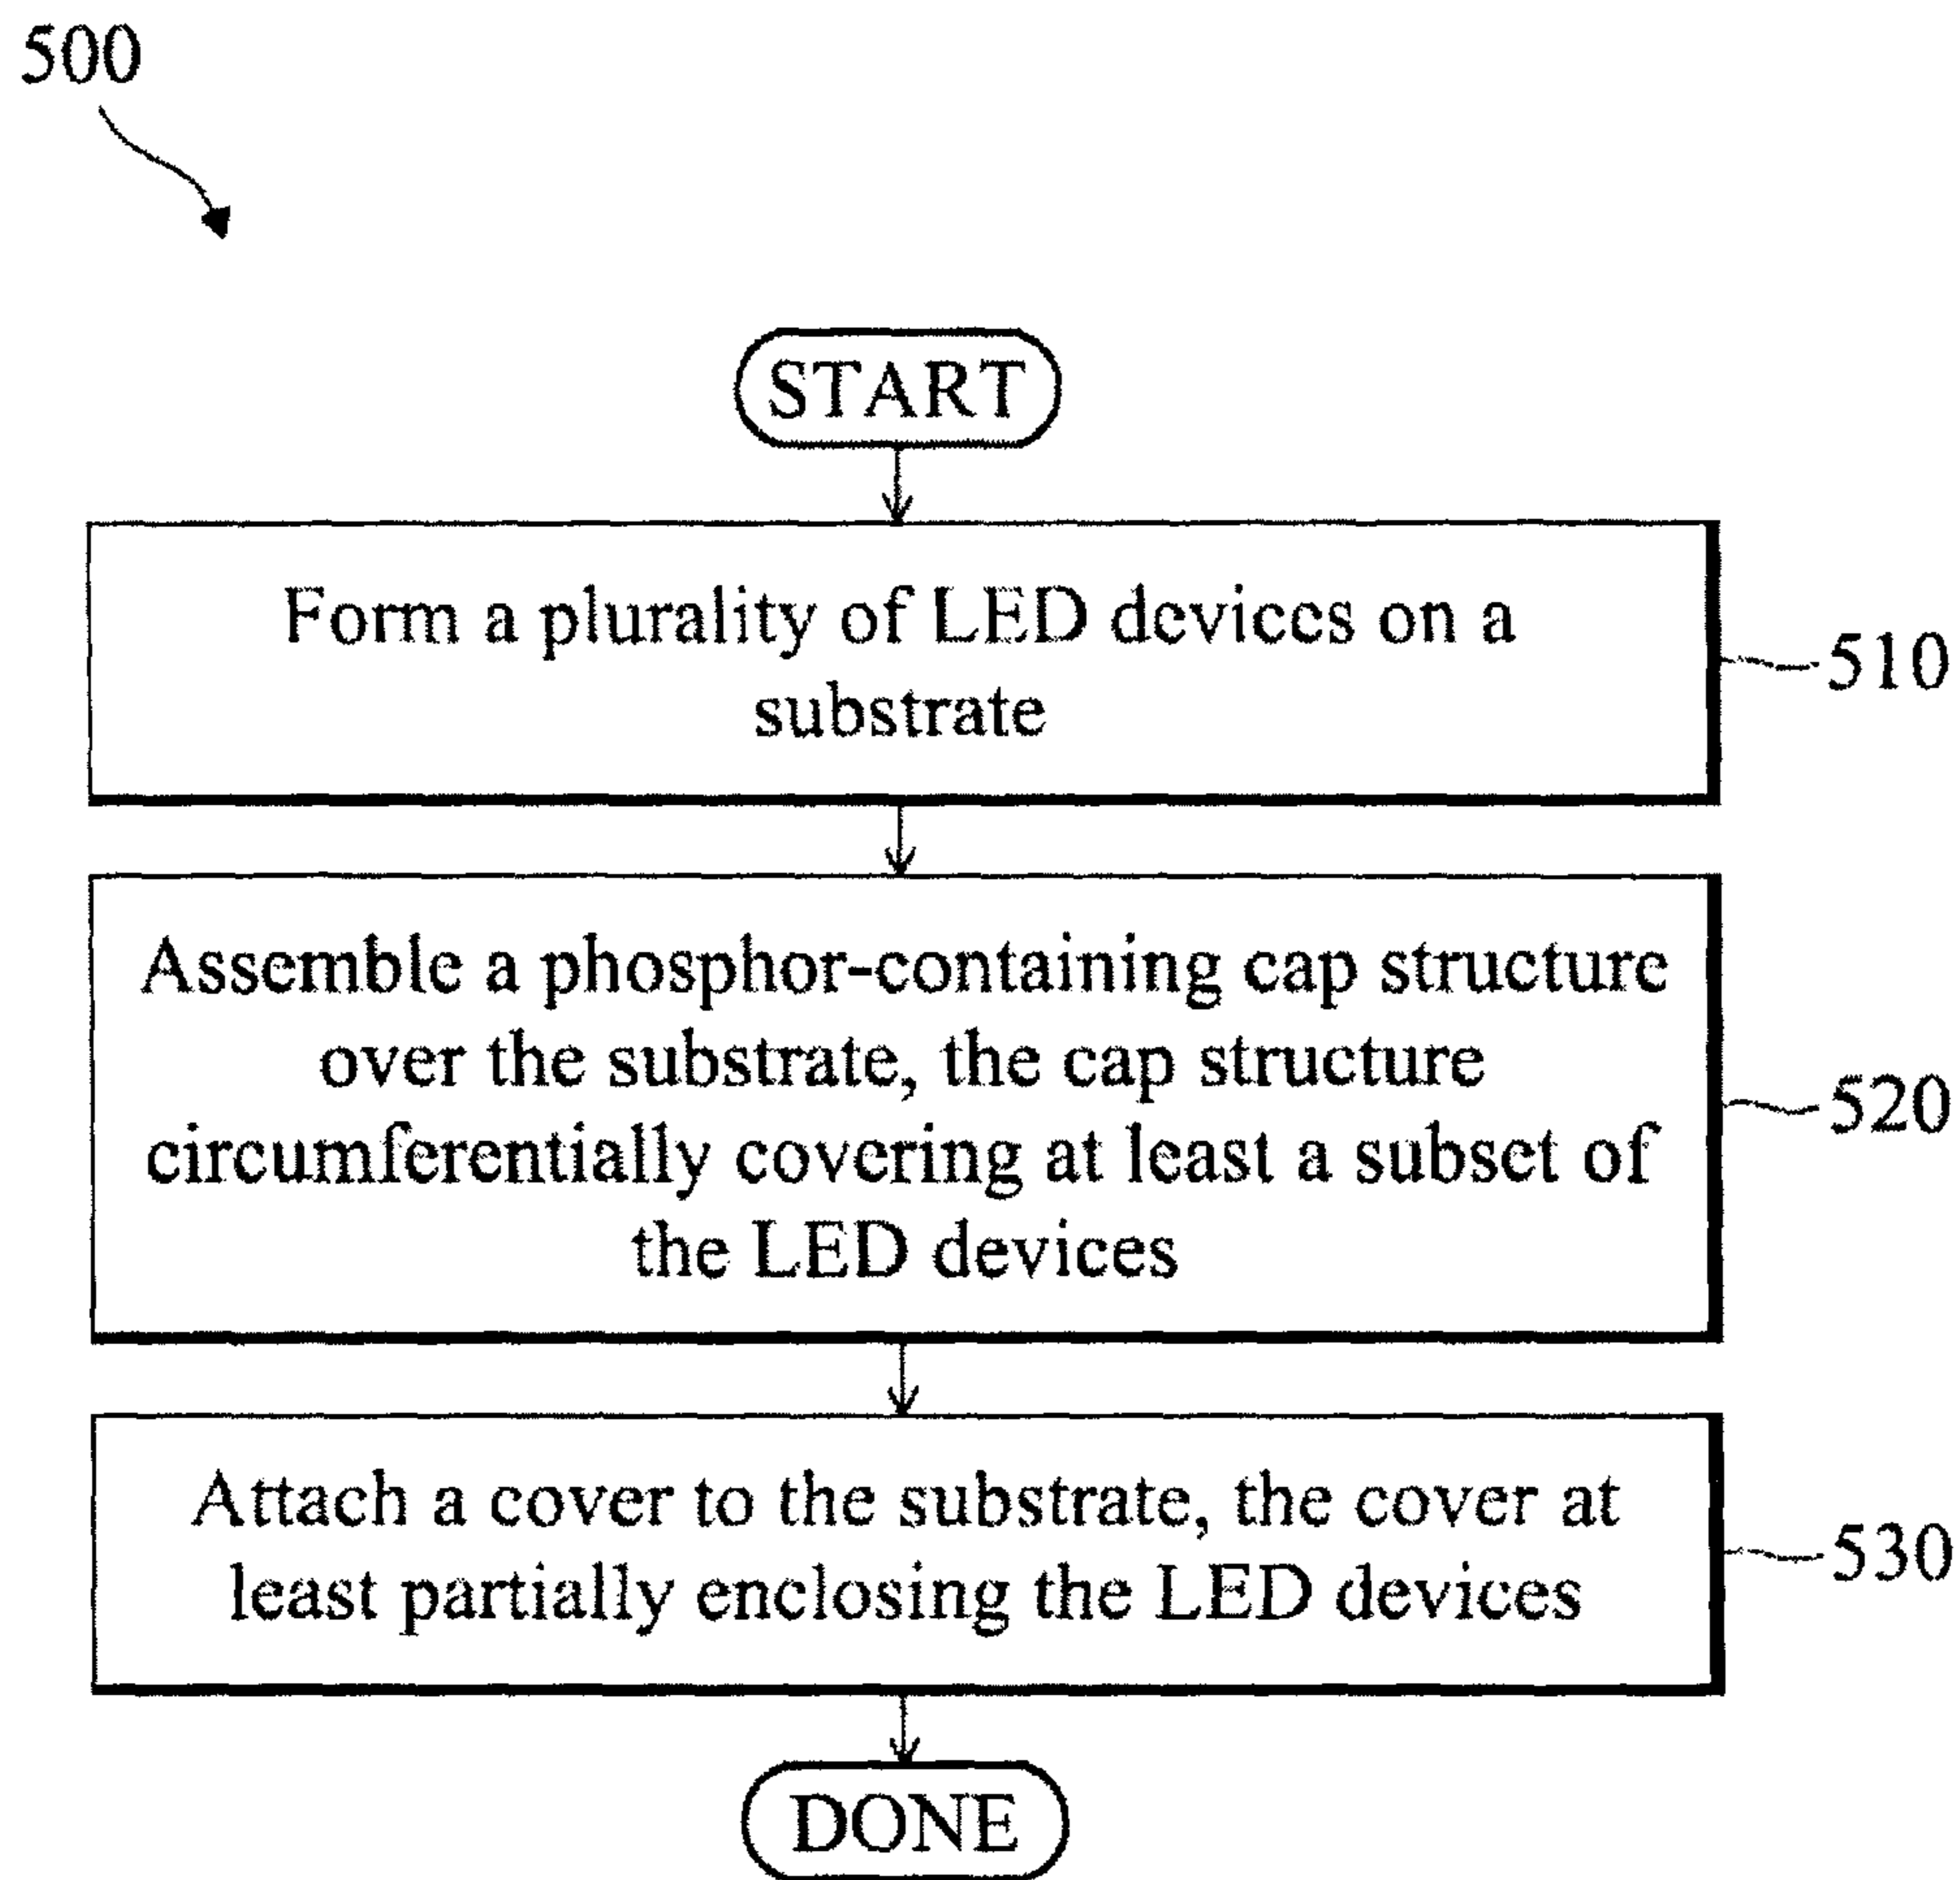 500
START
Form a plurality of LED devices on a
substrate
510
Assemble a phosphor-containing cap structure
over the substrate, the cap structure
circumferentially covering at least a subset of
the LED devices
520
Attach a cover to the substrate, the cover at
least partially enclosing the LED devices
530
DONE